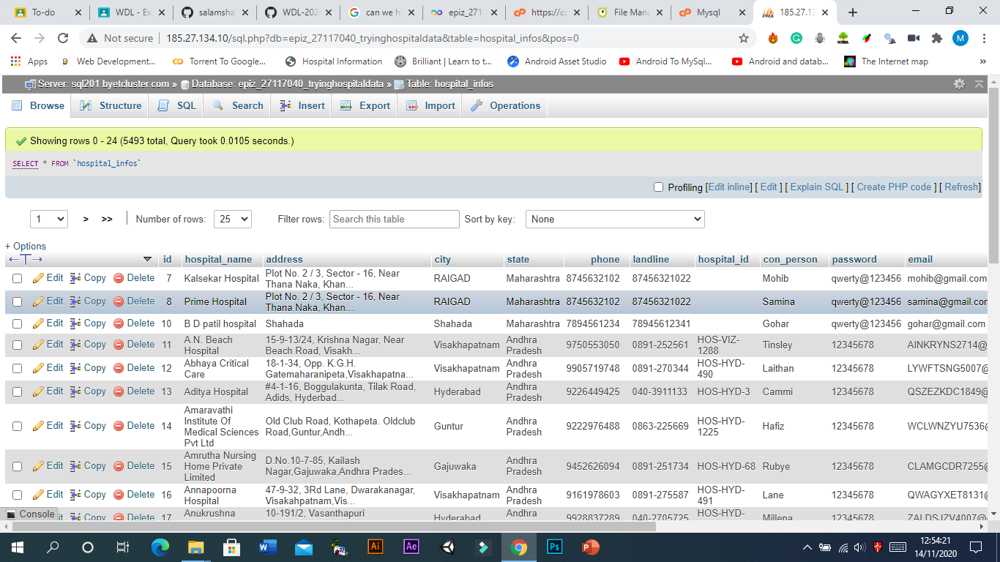 To-do
WDL - Ex
salamsha
WDL-202
can we h
epiz_271
https://cp
File Mana
Mysql
185.27.13
Not secure 185.27.134.10/sql.php?db=epiz_27117040_tryinghospitaldata&table=hospital_infos&pos=0
M
Apps
Web Development...
Torrent To Google...
Hospital Information
Brilliant | Learn to t...
Android Asset Studio
Android To MySql...
Android and datab...
The Internet map
»
Server: sql201.byetcluster.com » Database: epiz_27117040_tryinghospitaldata » Table: hospital_infos
Browse Structure SQL Search Insert Export Import Operations
Showing rows 0 - 24 (5493 total, Query took 0.0105 seconds.)
SELECT * FROM `hospital_infos`
Profiling [Edit inline] [ Edit ] [ Explain SQL ] [ Create PHP code ] [ Refresh]
1 > >> Number of rows: 25 Filter rows: Search this table Sort by key: None
+ Options
id hospital_name address city state phone landline hospital_id con_person password email
Edit Copy Delete 7 Kalsekar Hospital Plot No. 2 / 3, Sector - 16, Near RAIGAD Maharashtra 8745632102 87456321022 Mohib qwerty@123456 mohib@gmail.com
Thana Naka, Khan...
Edit Copy Delete 8 Prime Hospital Plot No. 2 / 3, Sector - 16, Near RAIGAD Maharashtra 8745632102 87456321022 Samina qwerty@123456 samina@gmail.con
Thana Naka, Khan...
Edit Copy Delete 10 B D patil hospital Shahada Shahada Maharashtra 7894561234 78945612341 Gohar qwerty@123456 gohar@gmail.com
Edit Copy Delete 11 A.N. Beach 15-9-13/24, Krishna Nagar, Near Visakhapatnam Andhra 9750553050 0891-252561 HOS-VIZ- Tinsley 12345678 AINKRYNS2714@
Hospital Beach Road, Visakh... Pradesh 1288
Edit Copy Delete 12 Abhaya Critical 18-1-34, Opp. K.G.H. Visakhapatnam Andhra 9905719748 0891-270344 HOS-HYD- Laithan 12345678 LYWFTSNG5007@
Care Gatemaharanipeta,Visakhapatna... Pradesh 490
Edit Copy Delete 13 Aditya Hospital #4-1-16, Boggulakunta, Tilak Road, Hyderabad Andhra 9226449425 040-3911133 HOS-HYD-3 Cammi 12345678 QSZEZKDC1849@
Adids, Hyderbad... Pradesh
Edit Copy Delete 14 Amaravathi
Institute Of
Medical Sciences
Pvt Ltd Old Club Road, Kothapeta. Oldclub Guntur Andhra 9222976488 0863-225669 HOS-HYD- Hafiz 12345678 WCLWNZYU7536@
Road,Guntur,Andh... Pradesh 1225
Edit Copy Delete 15 Amrutha Nursing
Home Private
Limited D.No.10-7-85, Kailash Gajuwaka Andhra 9452626094 0891-251734 HOS-HYD-68 Rubye 12345678 CLAMGCDR7255@
Nagar,Gajuwaka,Andhra Prades... Pradesh
Edit Copy Delete 16 Annapoorna 47-9-32, 3Rd Lane, Dwarakanagar, Visakhapatnam Andhra 9161978603 0891-275587 HOS-HYD- Lane 12345678 QWAGYXET8131@
Hospital Visakahpatnam,Vis... Pradesh 491
Copy Delete 17 Anukrushna 10-191/2, Vasanthapuri Hyderabad Andhra 9928837289 040-2705725 HOS-HYD- Millena 12345678 ZALDSJZV4007@
Console
12:54:21
14/11/2020